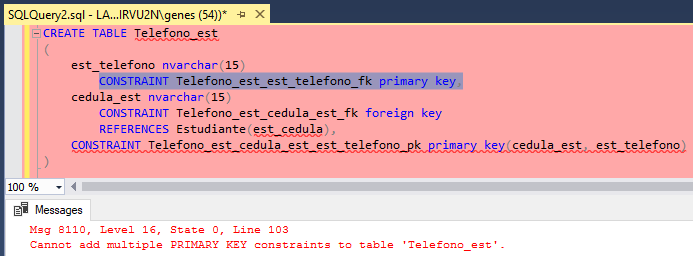 SQLQuery2.sql - LA...IRVU2N\genes (54))*
CREATE TABLE Telefono_est
(
est_telefono nvarchar(15)
CONSTRAINT Telefono_est_est_telefono_fk primary key,
cedula_est nvarchar(15)
CONSTRAINT Telefono_est_cedula_est_fk foreign key
REFERENCES Estudiante(est_cedula),
CONSTRAINT Telefono_est_cedula_est_est_telefono_pk primary key(cedula_est, est_telefono)
)
100 %
Messages
Msg 8110, Level 16, State 0, Line 103
Cannot add multiple PRIMARY KEY constraints to table 'Telefono_est'.